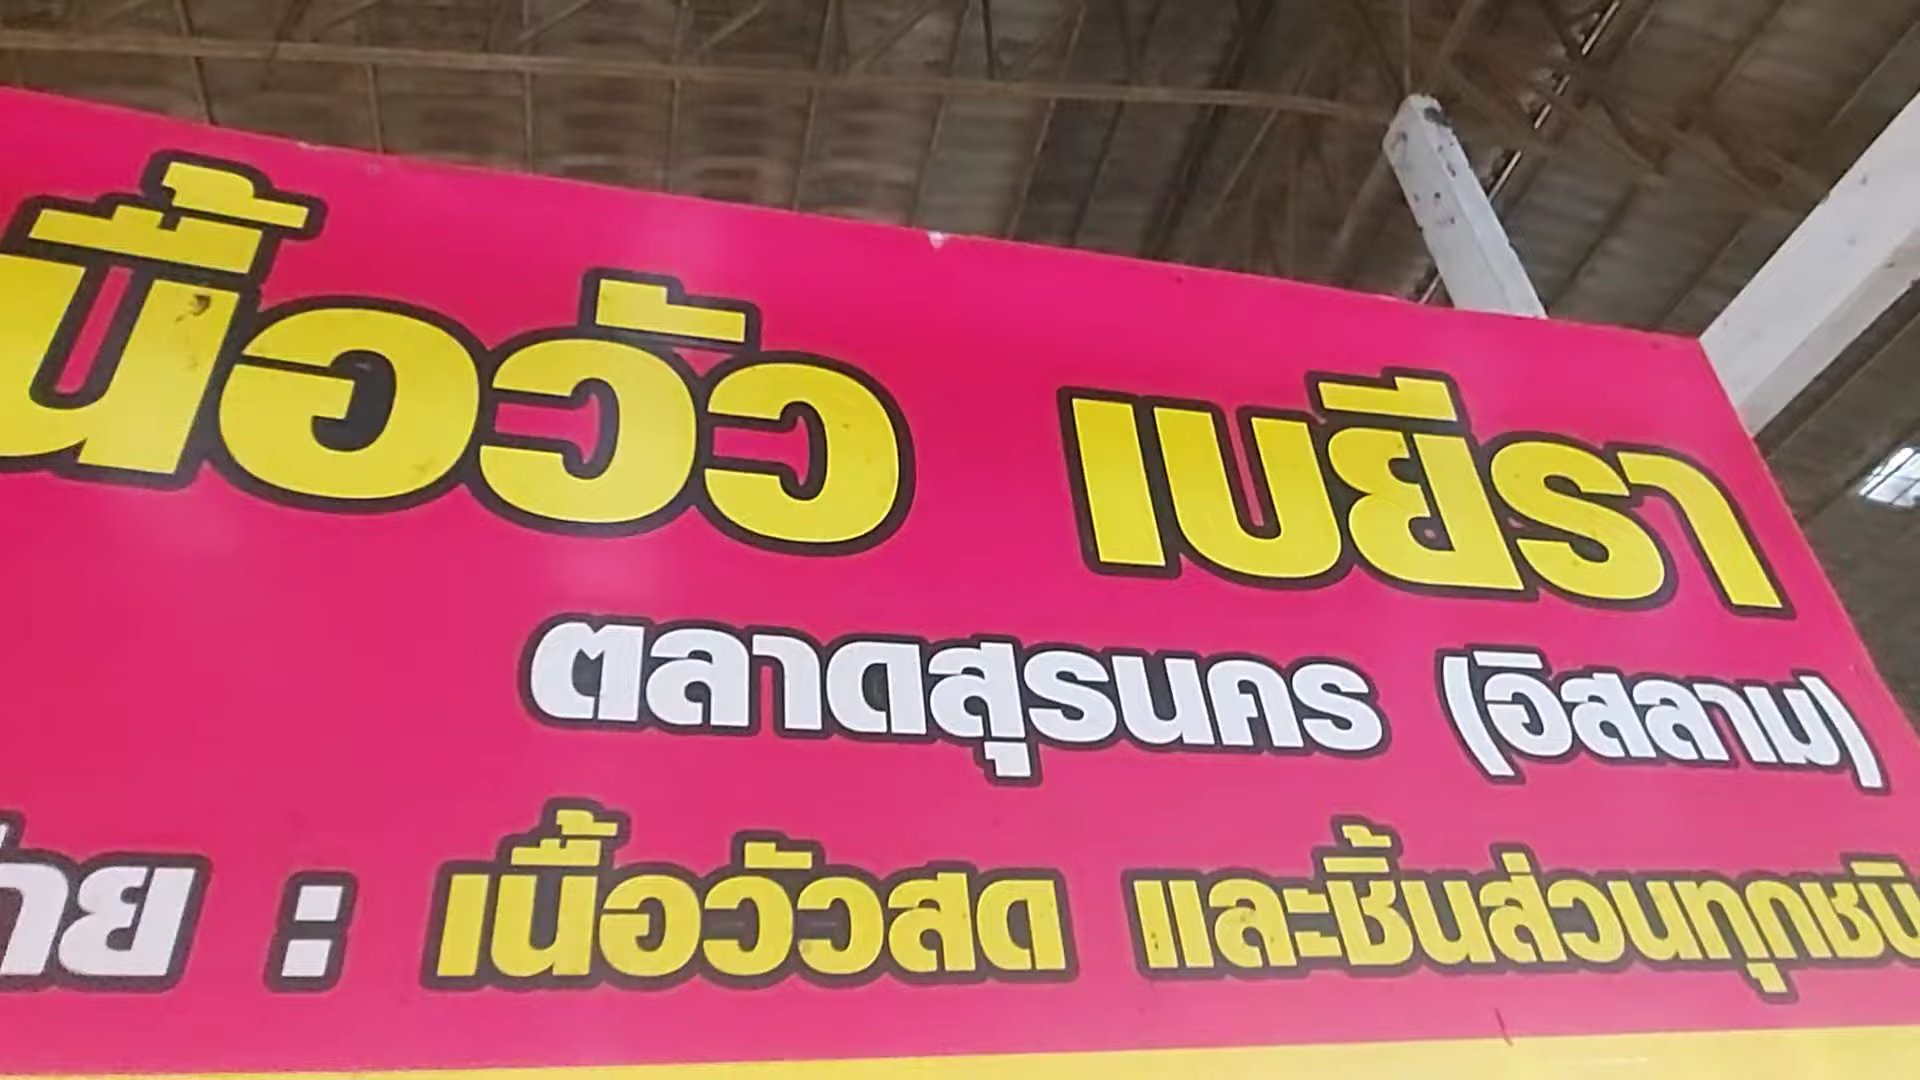 เนื้อวัว เบยีรา
ตลาดสุรนคร (อิสลาม)
: เนื้อวัวสด และชิ้นส่วนทุกชนิ